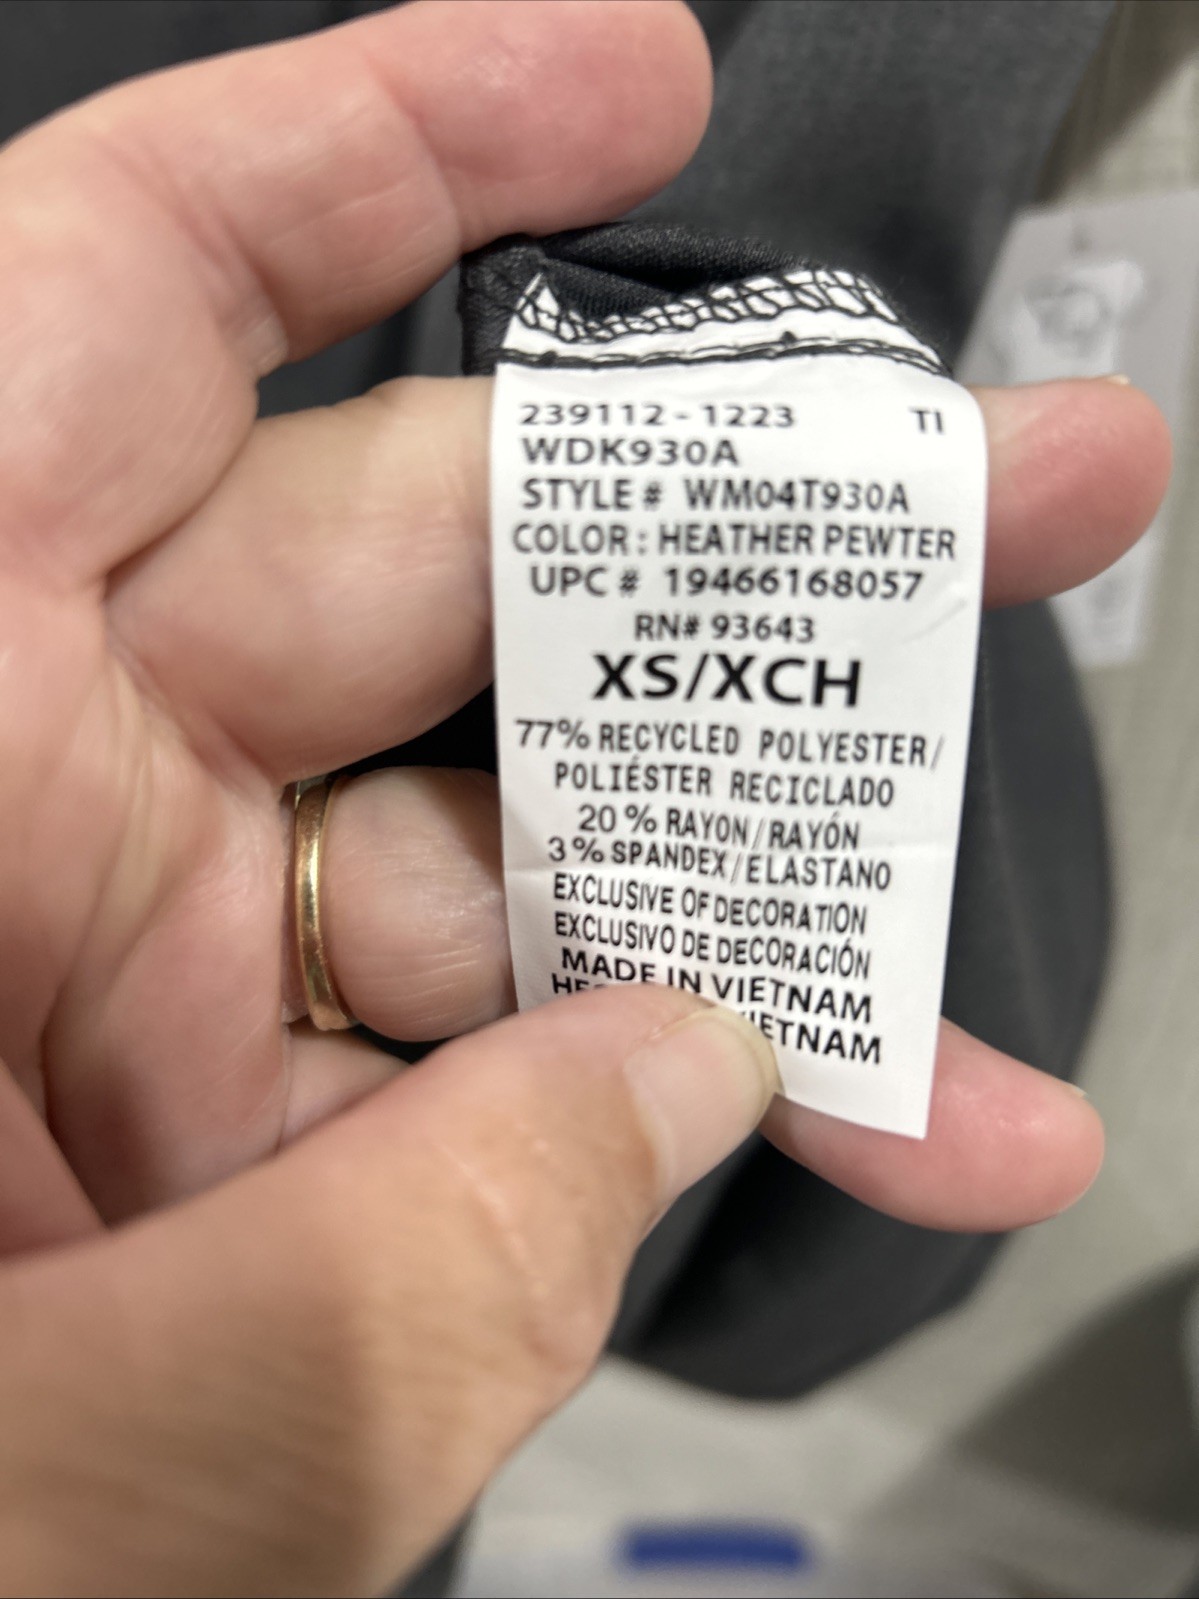 239112 - 1223 TI
WDK930A
STYLE # WM04T930A
COLOR : HEATHER PEWTER
UPC # 19466168057
RN# 93643
XS/XCH
77% RECYCLED POLYESTER/
POLIÉSTER RECICLADO
20 % RAYON/RAYÓN
3 % SPANDEX/ELASTANO
EXCLUSIVE OF DECORATION
EXCLUSIVO DE DECORACIÓN
MADE IN VIETNAM
VIETNAM